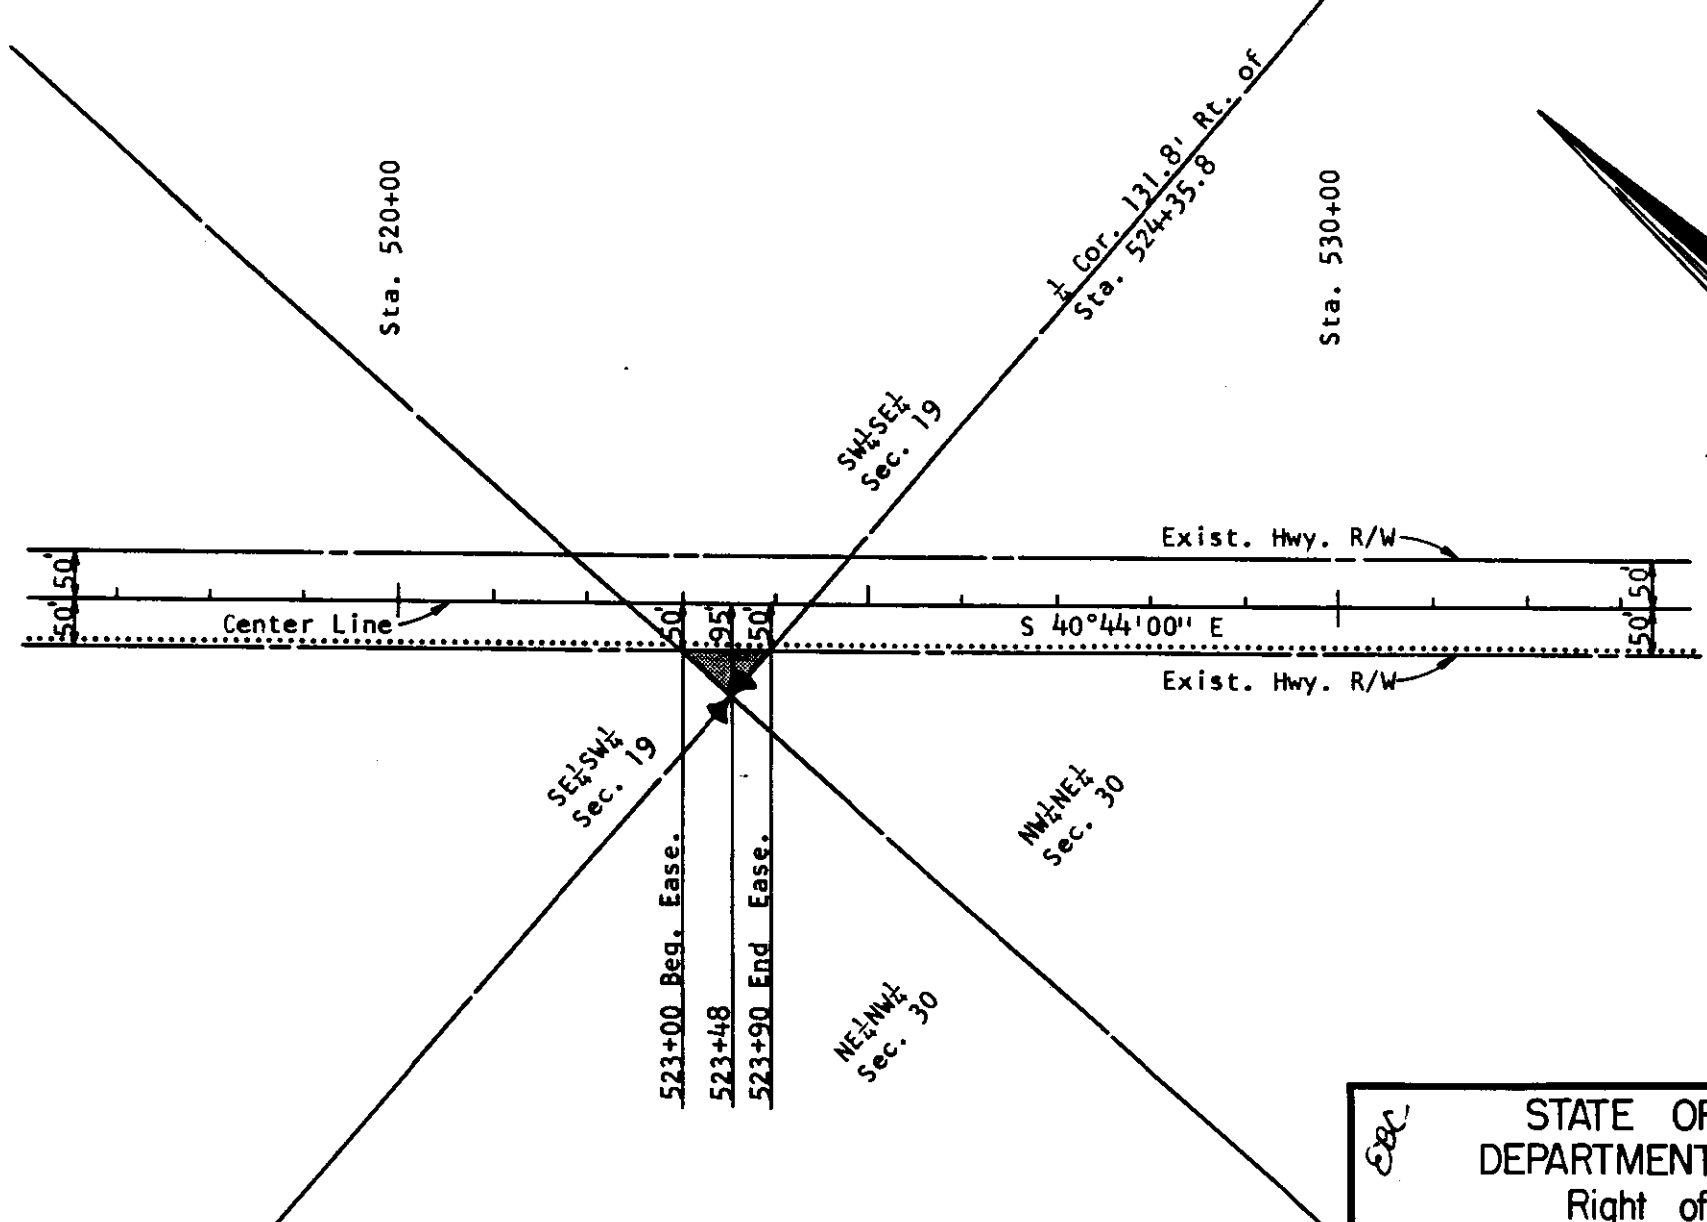 Sta. 520+00
¼ Cor. 131.8' Rt. of
Sta. 524+35.8
Sta. 530+00
SW¼SE¼
Sec. 19
Exist. Hwy. R/W
50'
50'
Center Line
50'
95'
50'
S 40°44'00" E
50'
50'
Exist. Hwy. R/W
SE¼SW¼
Sec. 19
NW¼NE¼
Sec. 30
523+00 Beg. Ease.
523+48
523+90 End Ease.
NE¼NW¼
Sec. 30
EBC
STATE OF
DEPARTMENT
Right of